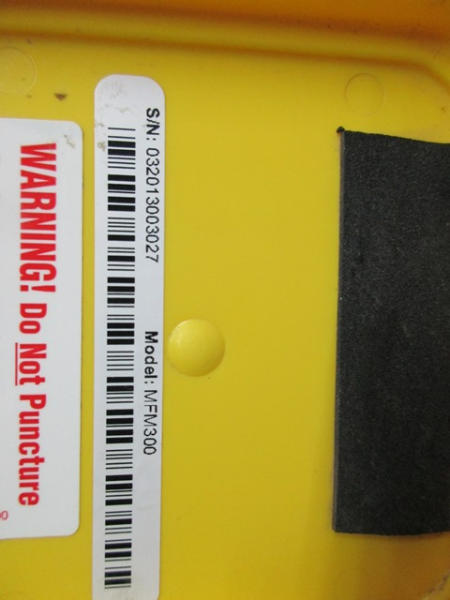 S/N: 032013003027 Model: MFM300
WARNING! Do Not Puncture